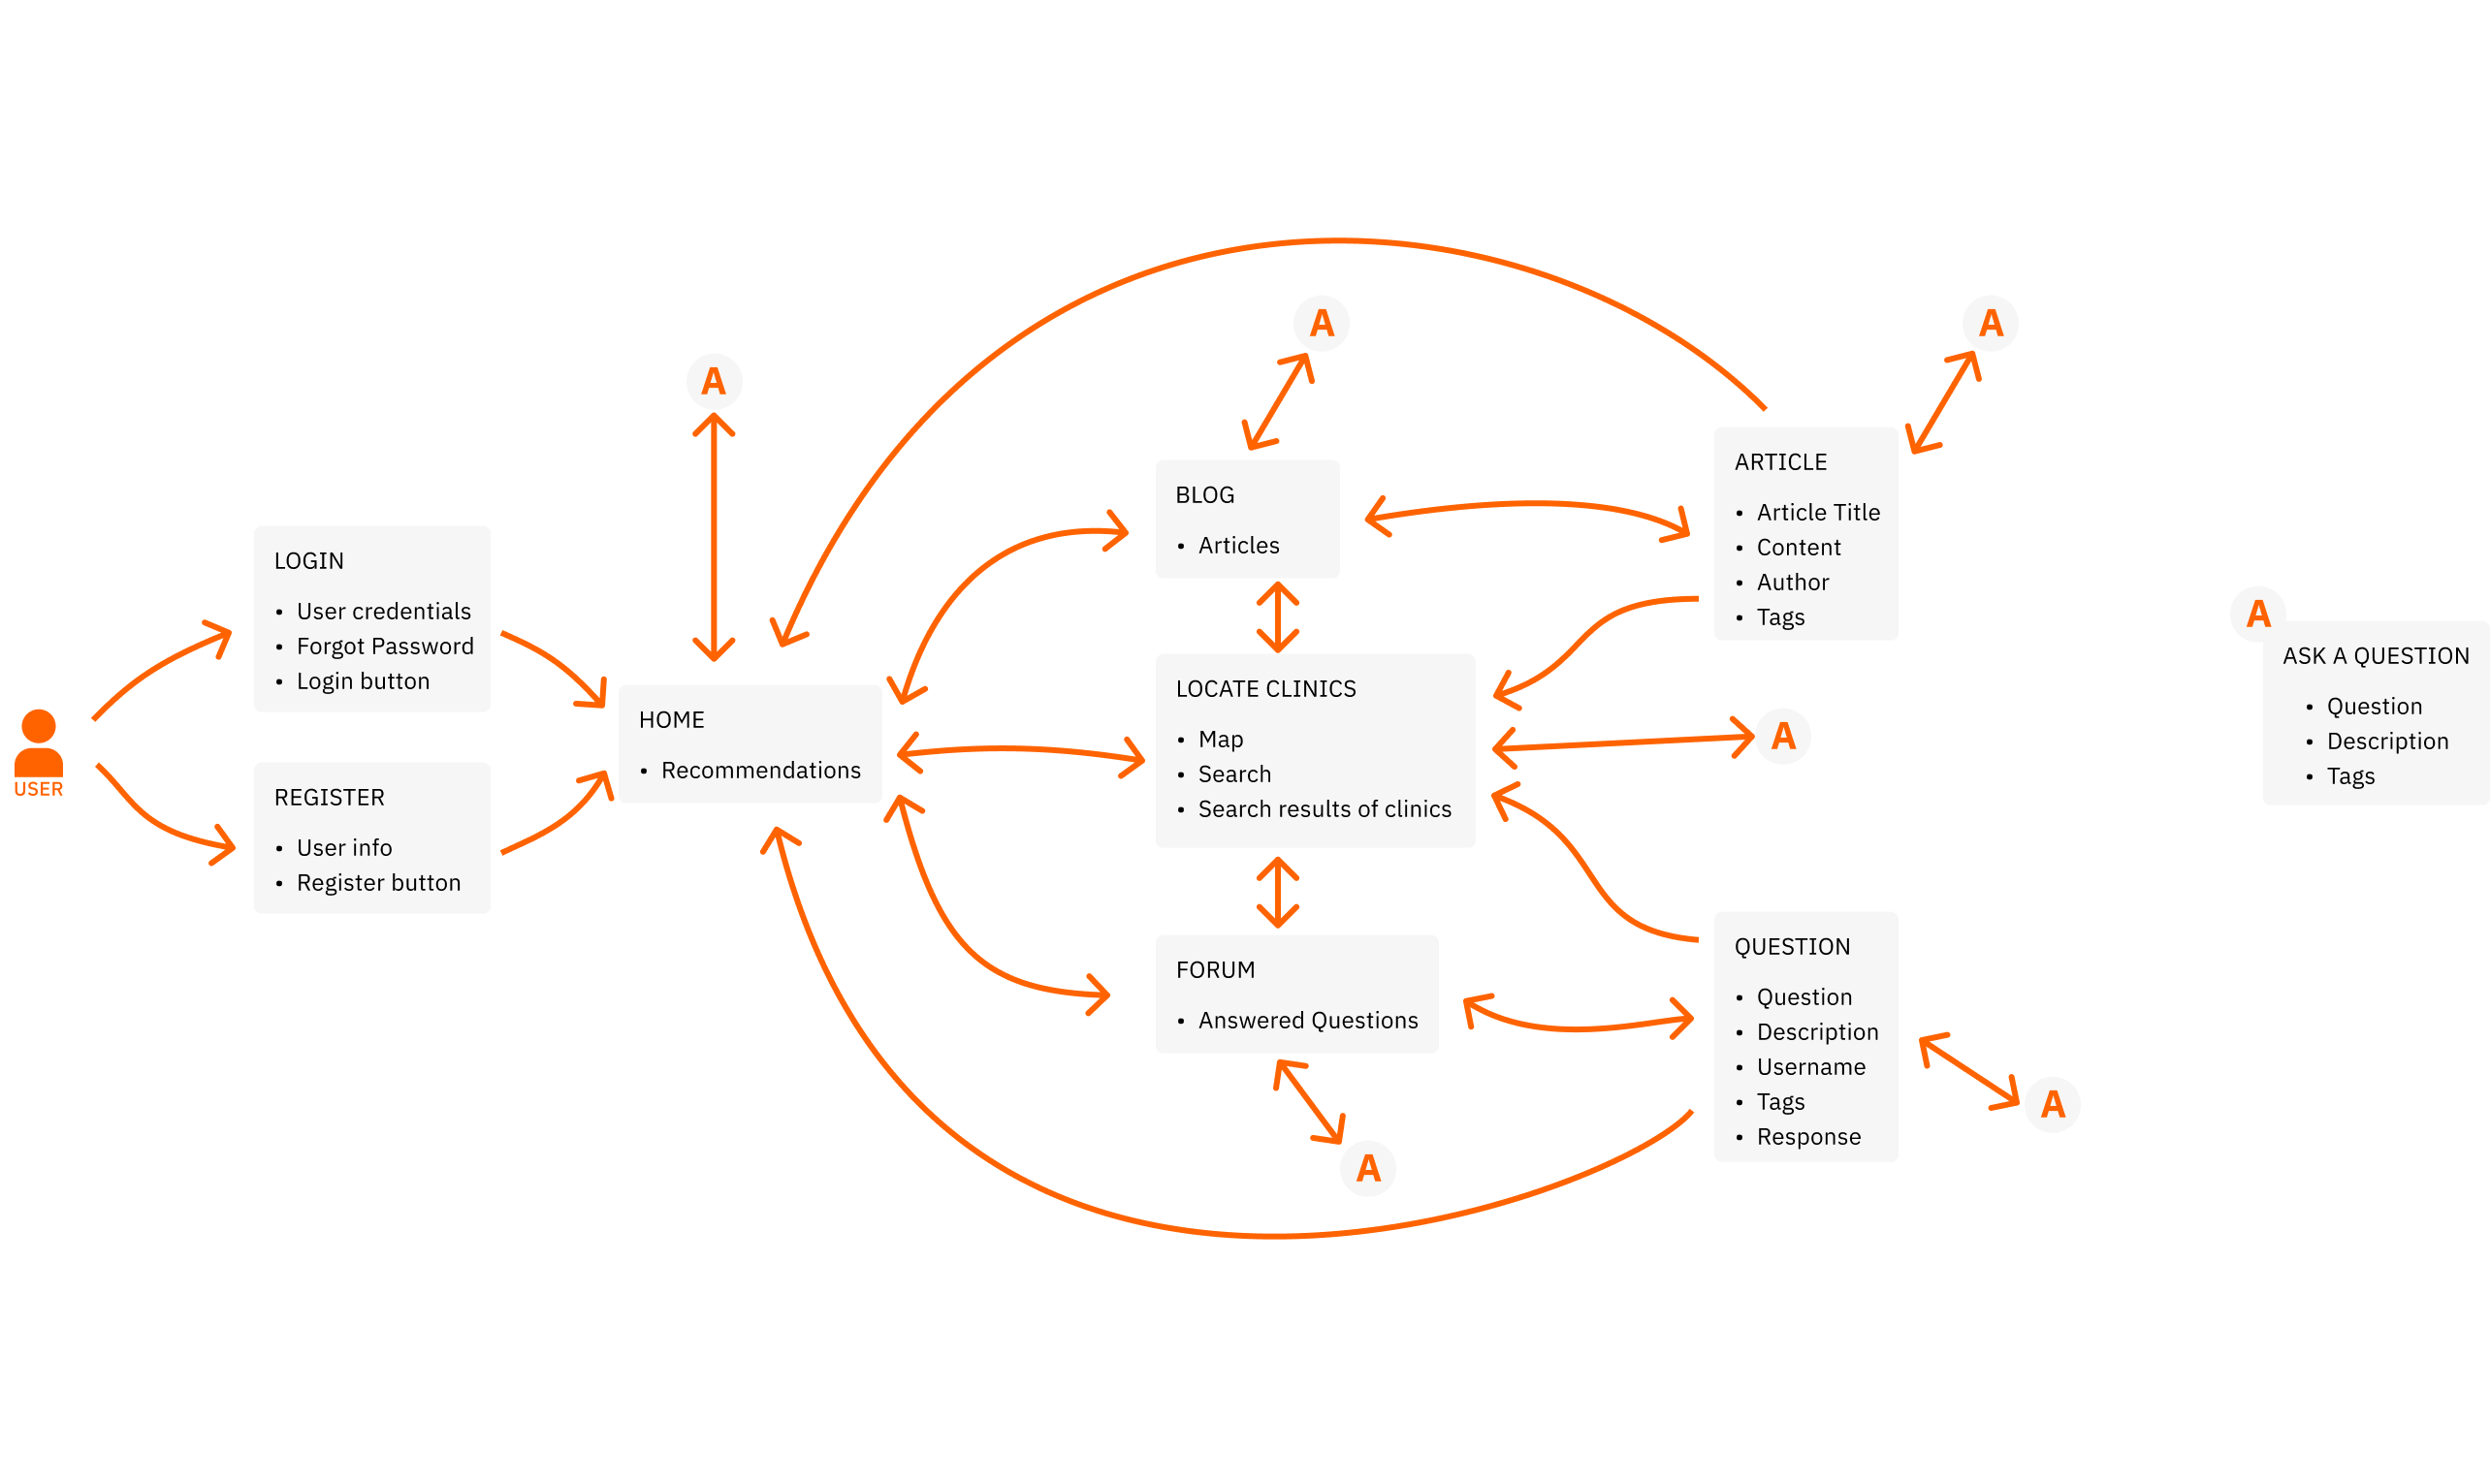 USER
LOGIN
• User credentials
• Forgot Password
• Login button
REGISTER
• User info
• Register button
A
HOME
• Recommendations
A
BLOG
• Articles
LOCATE CLINICS
• Map
• Search
• Search results of clinics
FORUM
• Answered Questions
A
A
ARTICLE
• Article Title
• Content
• Author
• Tags
A
QUESTION
• Question
• Description
• Username
• Tags
• Response
A
A
ASK A QUESTION
• Question
• Description
• Tags